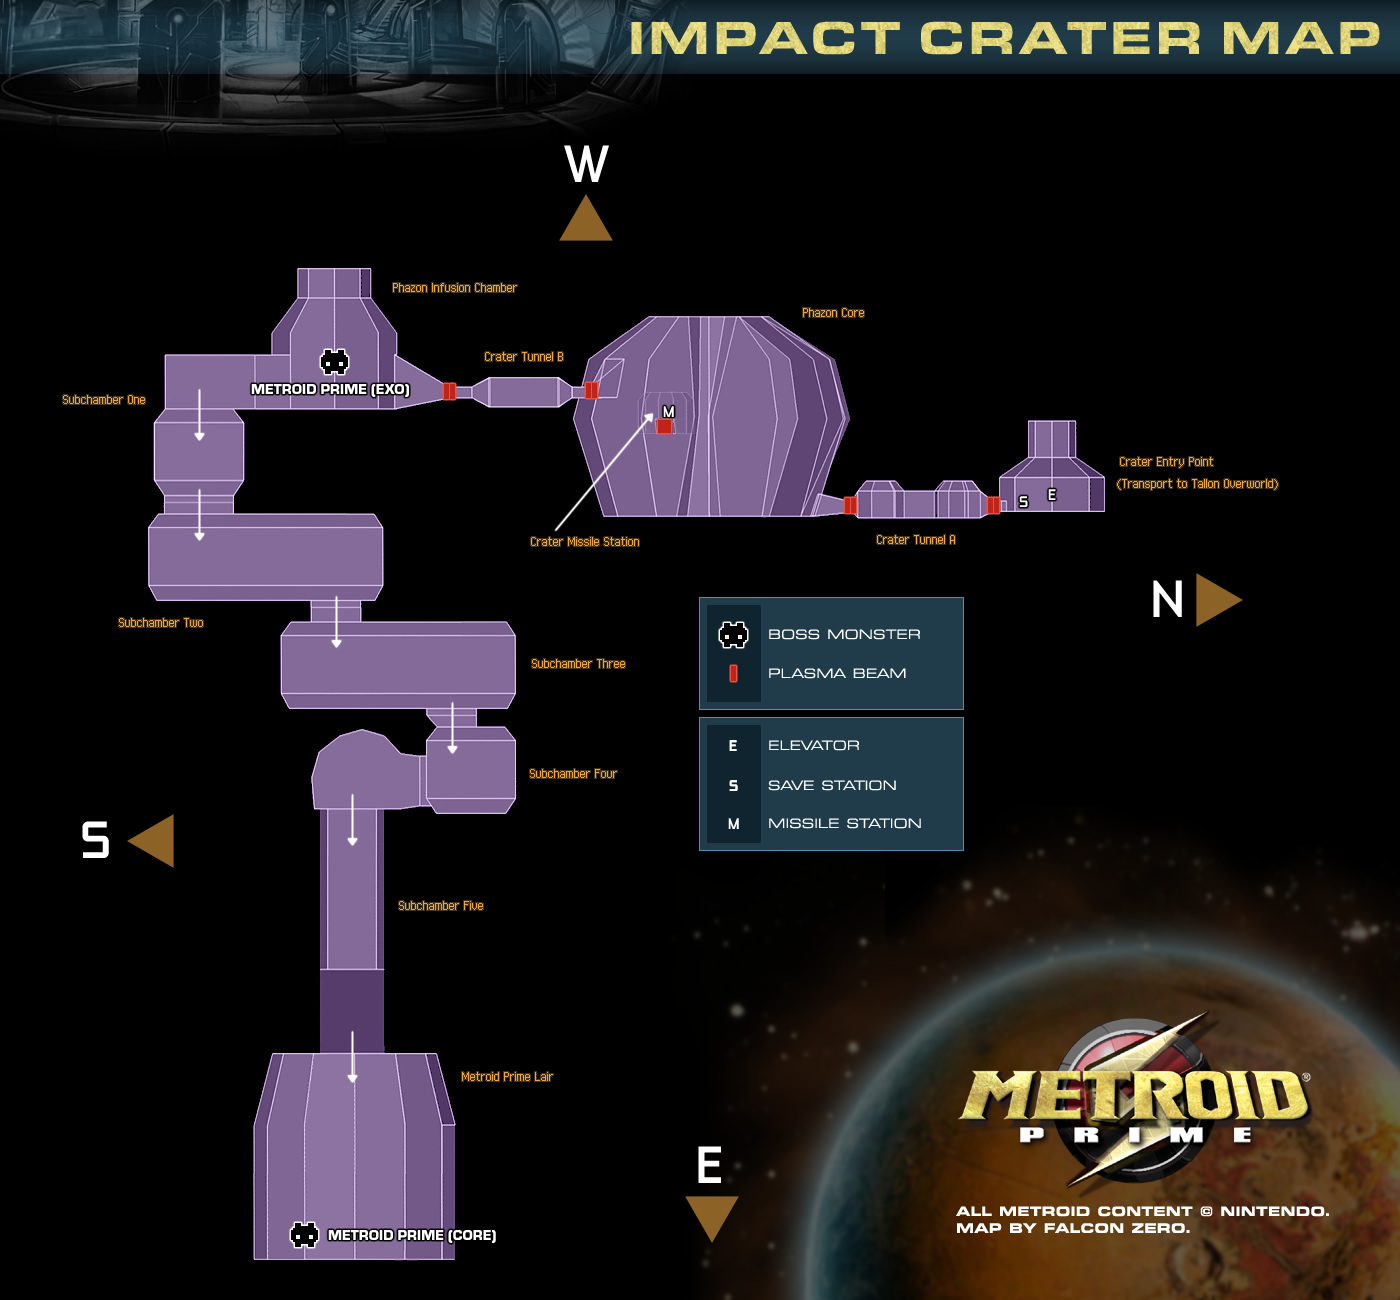 IMPACT CRATER MAP
W
Phazon Infusion Chamber
Phazon Core
Crater Tunnel B
METROID PRIME (EXO)
Subchamber One
M
Crater Entry Point
(Transport to Tallon Overworld)
S E
Crater Missile Station
Crater Tunnel A
N
Subchamber Two
BOSS MONSTER
PLASMA BEAM
Subchamber Three
E ELEVATOR
S SAVE STATION
M MISSILE STATION
Subchamber Four
S
Subchamber Five
Metroid Prime Lair
METROID®
PRIME
E
ALL METROID CONTENT © NINTENDO.
MAP BY FALCON ZERO.
METROID PRIME (CORE)